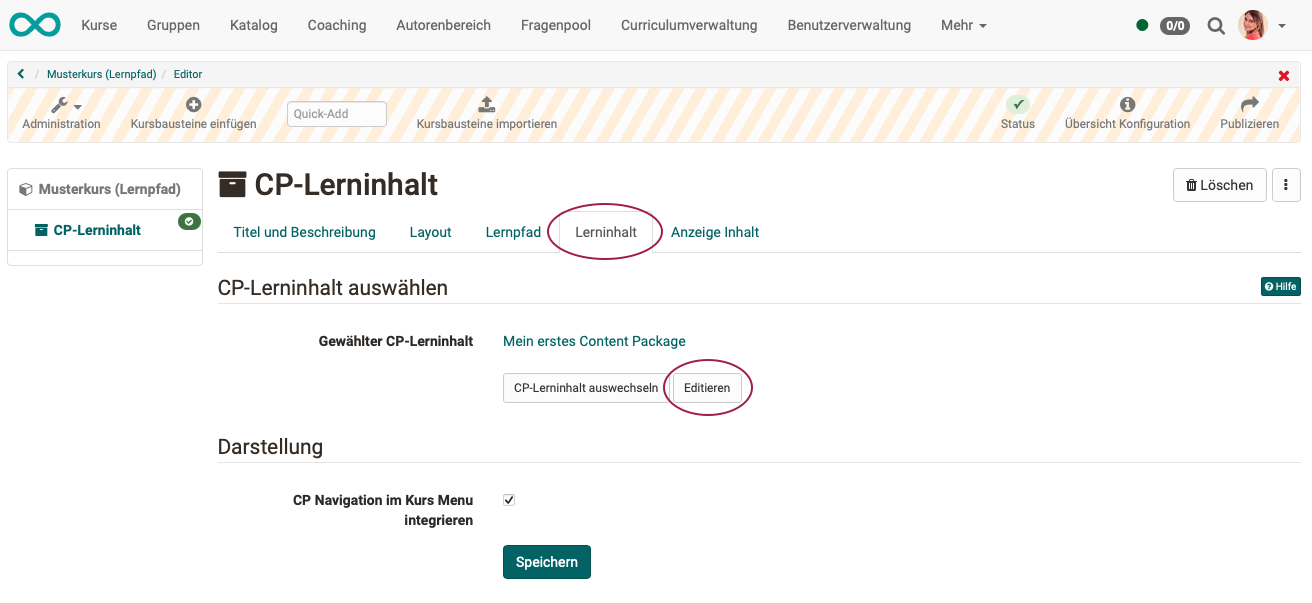 Kurse Gruppen Katalog Coaching Autorenbereich Fragenpool Curriculumverwaltung Benutzerverwaltung Mehr 0/0
/ Musterkurs (Lernpfad) / Editor
Administration Kursbausteine einfügen Quick-Add Kursbausteine importieren Status Übersicht Konfiguration Publizieren
Musterkurs (Lernpfad)
CP-Lerninhalt
CP-Lerninhalt
Löschen
Titel und Beschreibung Layout Lernpfad Lerninhalt Anzeige Inhalt
CP-Lerninhalt auswählen
Hilfe
Gewählter CP-Lerninhalt Mein erstes Content Package
CP-Lerninhalt auswechseln Editieren
Darstellung
CP Navigation im Kurs Menu
integrieren
Speichern